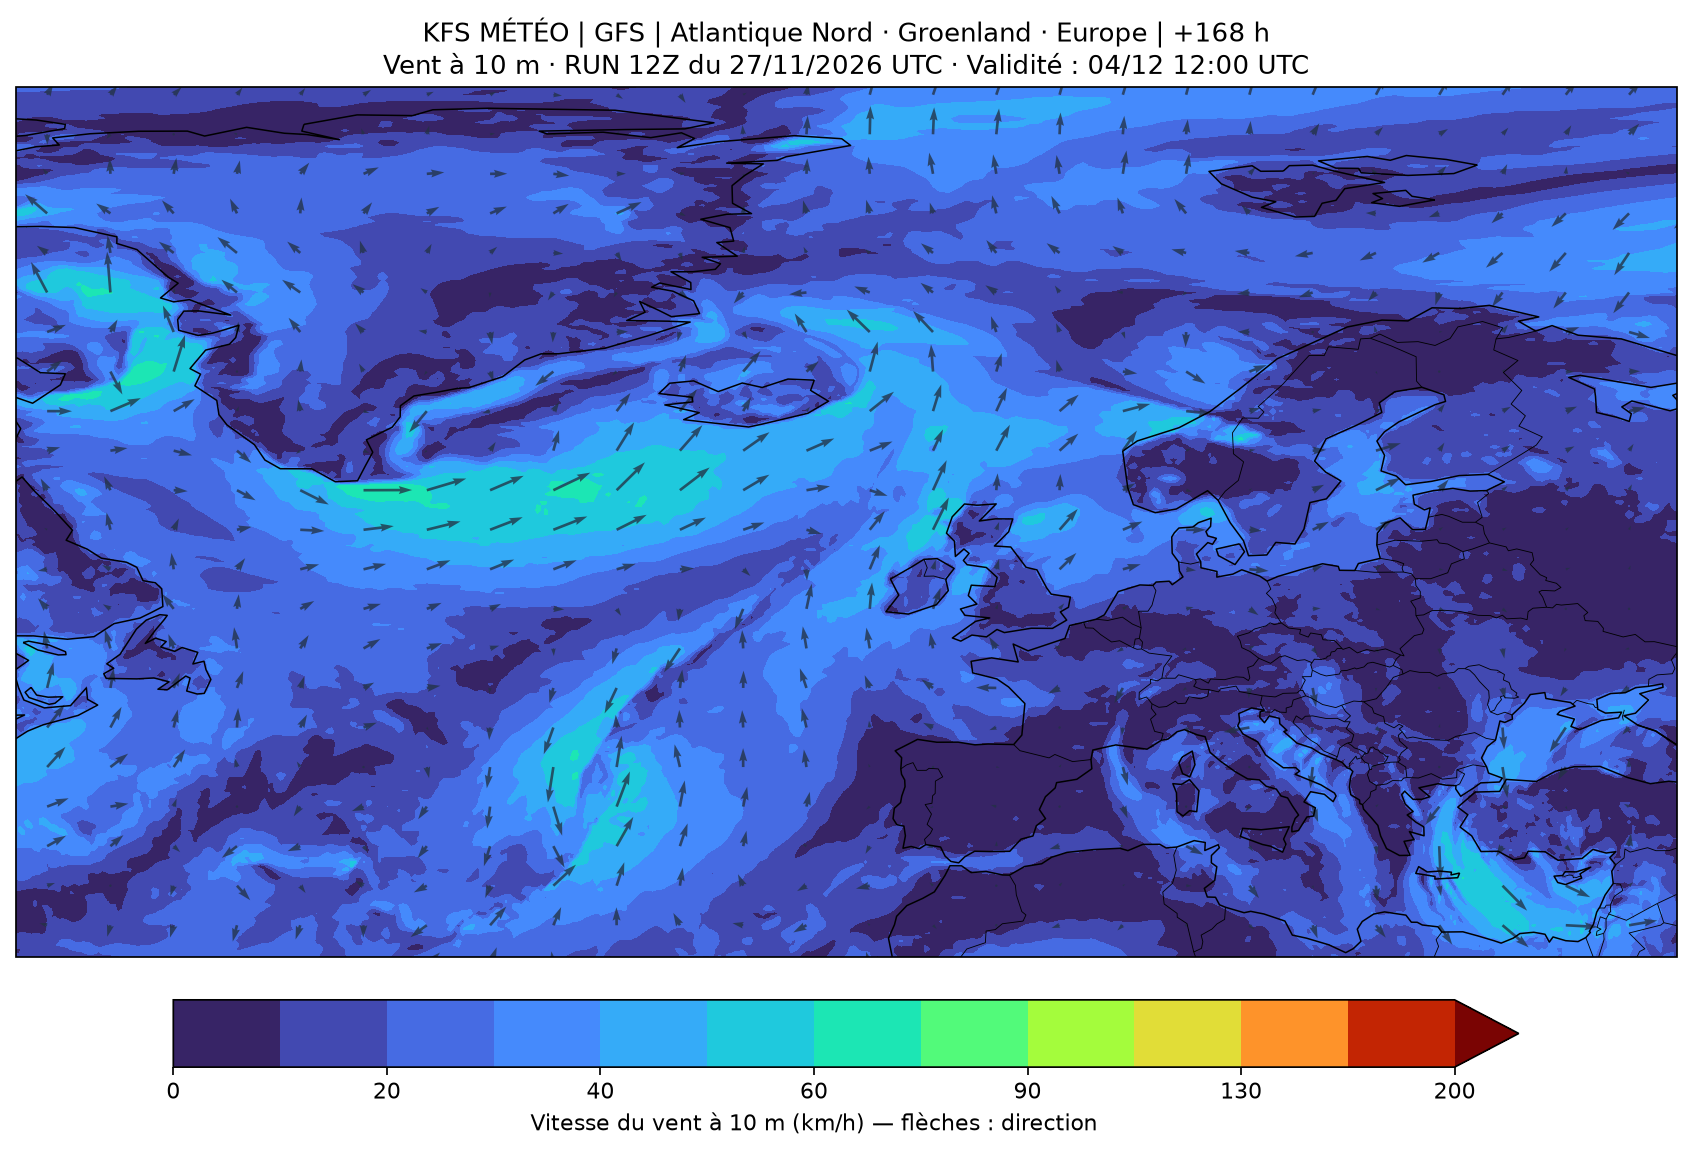 KFS MÉTÉO | GFS | Atlantique Nord · Groenland · Europe | +168 h
Vent à 10 m · RUN 12Z du 27/11/2026 UTC · Validité : 04/12 12:00 UTC
0 20 40 60 90 130 200
Vitesse du vent à 10 m (km/h) — flèches : direction